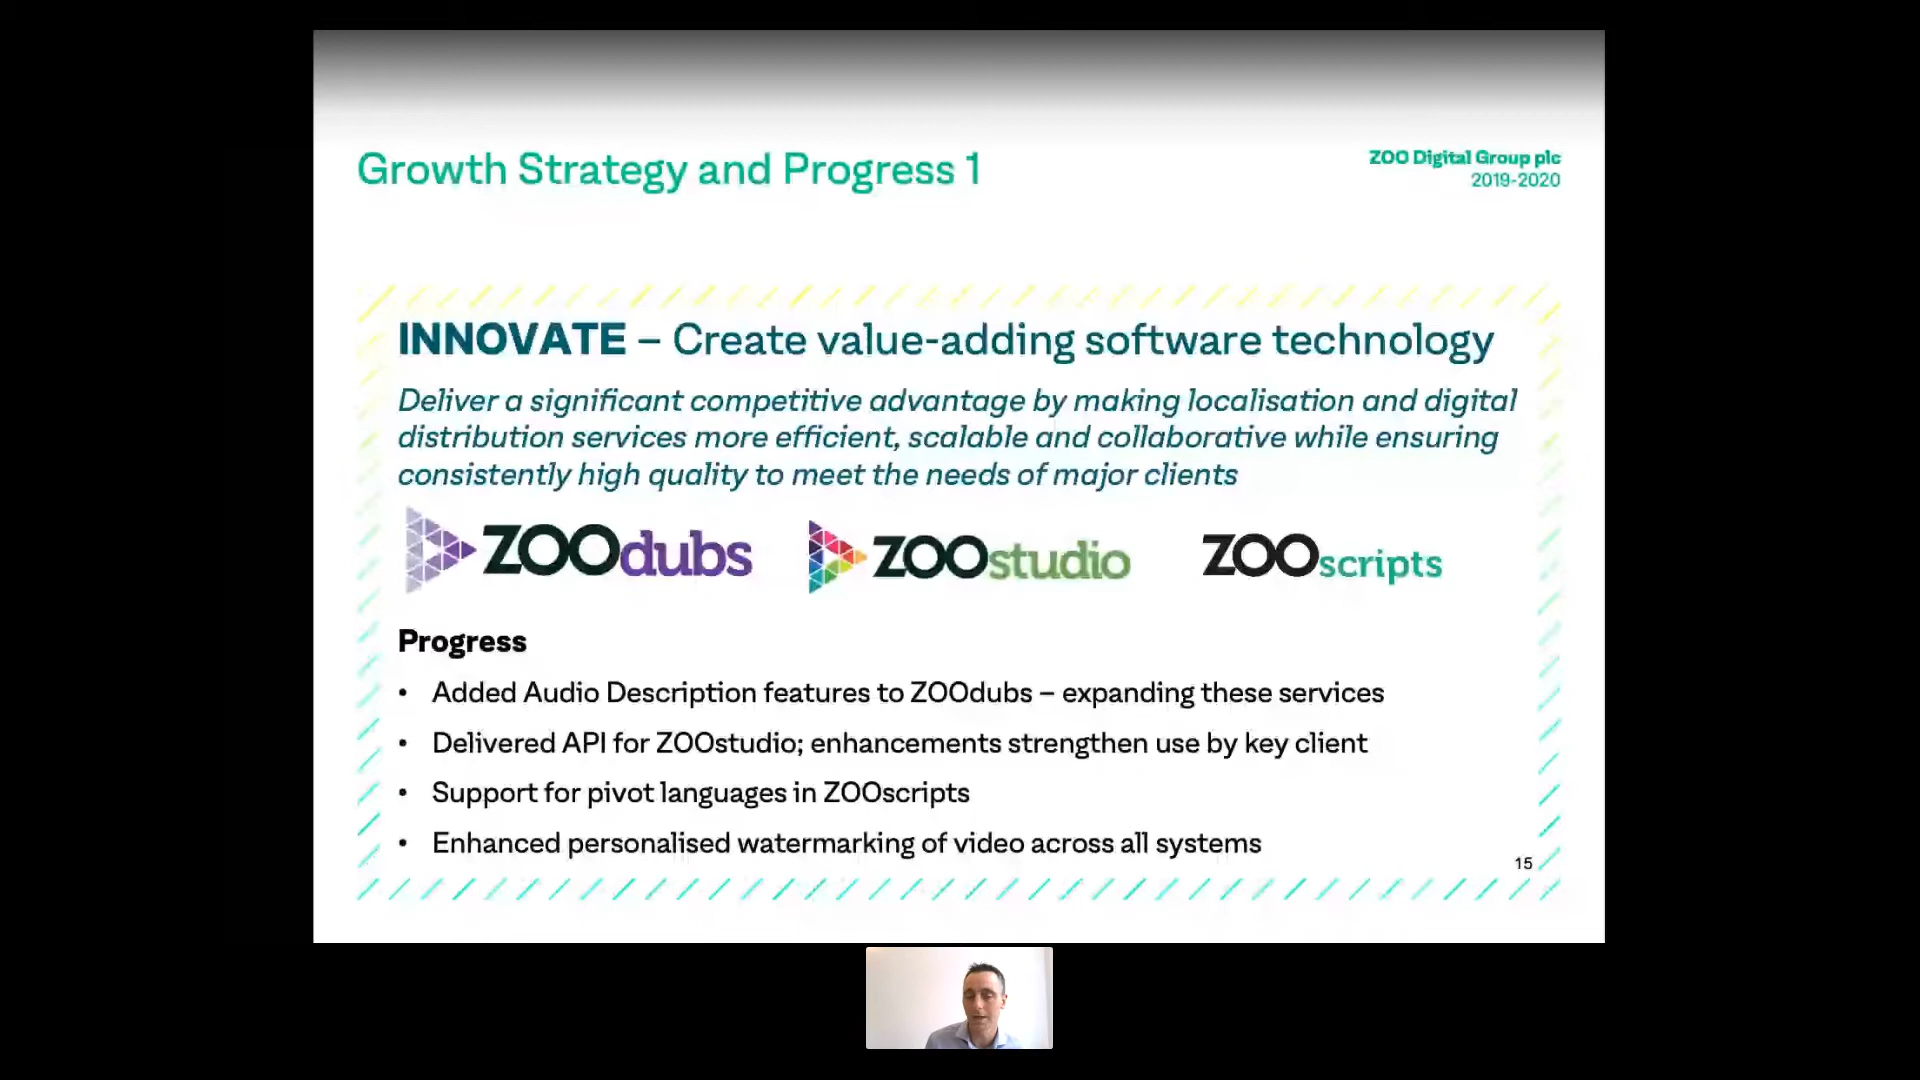 Growth Strategy and Progress 1
ZOO Digital Group plc
2019-2020
INNOVATE – Create value-adding software technology
Deliver a significant competitive advantage by making localisation and digital
distribution services more efficient, scalable and collaborative while ensuring
consistently high quality to meet the needs of major clients
ZOOdubs
ZOOstudio
ZOOscripts
Progress
• Added Audio Description features to ZOOdubs – expanding these services
• Delivered API for ZOOstudio; enhancements strengthen use by key client
• Support for pivot languages in ZOOscripts
• Enhanced personalised watermarking of video across all systems
15